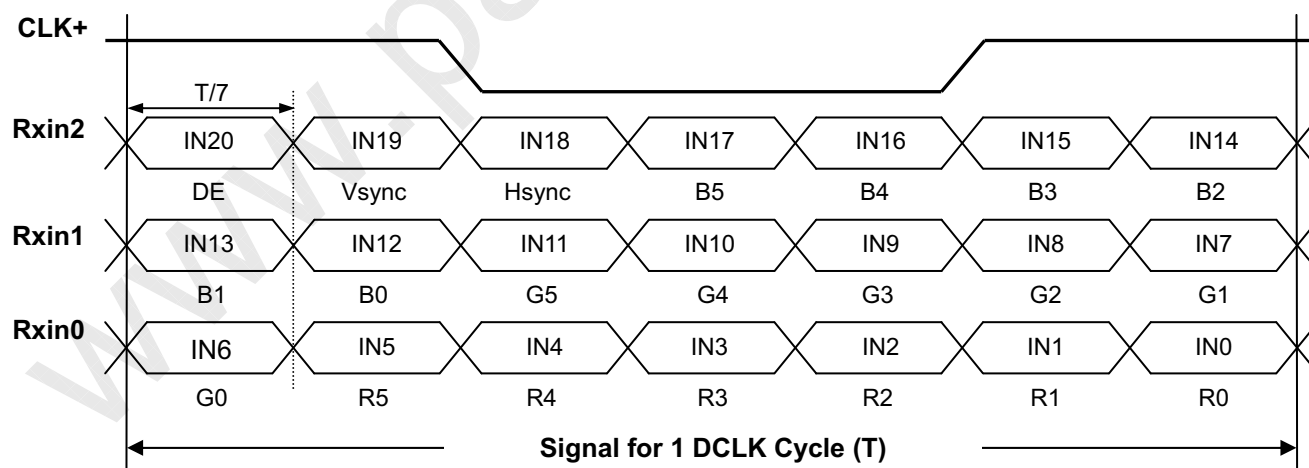 CLK+
T/7
Rxin2 IN20 IN19 IN18 IN17 IN16 IN15 IN14
DE Vsync Hsync B5 B4 B3 B2
Rxin1 IN13 IN12 IN11 IN10 IN9 IN8 IN7
B1 B0 G5 G4 G3 G2 G1
Rxin0 IN6 IN5 IN4 IN3 IN2 IN1 IN0
G0 R5 R4 R3 R2 R1 R0
Signal for 1 DCLK Cycle (T)
www.pa